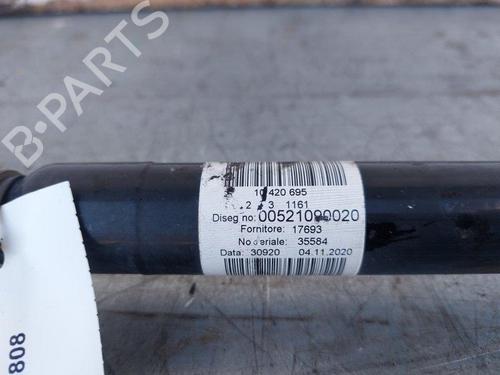 B-PARTS
10 420 695
2 3 1161
Diseg no: 00521090020
Fornitore: 17693
No seriale: 35584
Data: 30920 04.11.2020
808